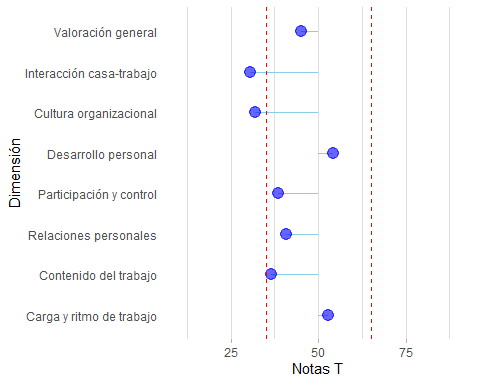 Valoración general
Interacción casa-trabajo
Cultura organizacional
Desarrollo personal
Participación y control
Relaciones personales
Contenido del trabajo
Carga y ritmo de trabajo
Dimensión
25 50 75
Notas T